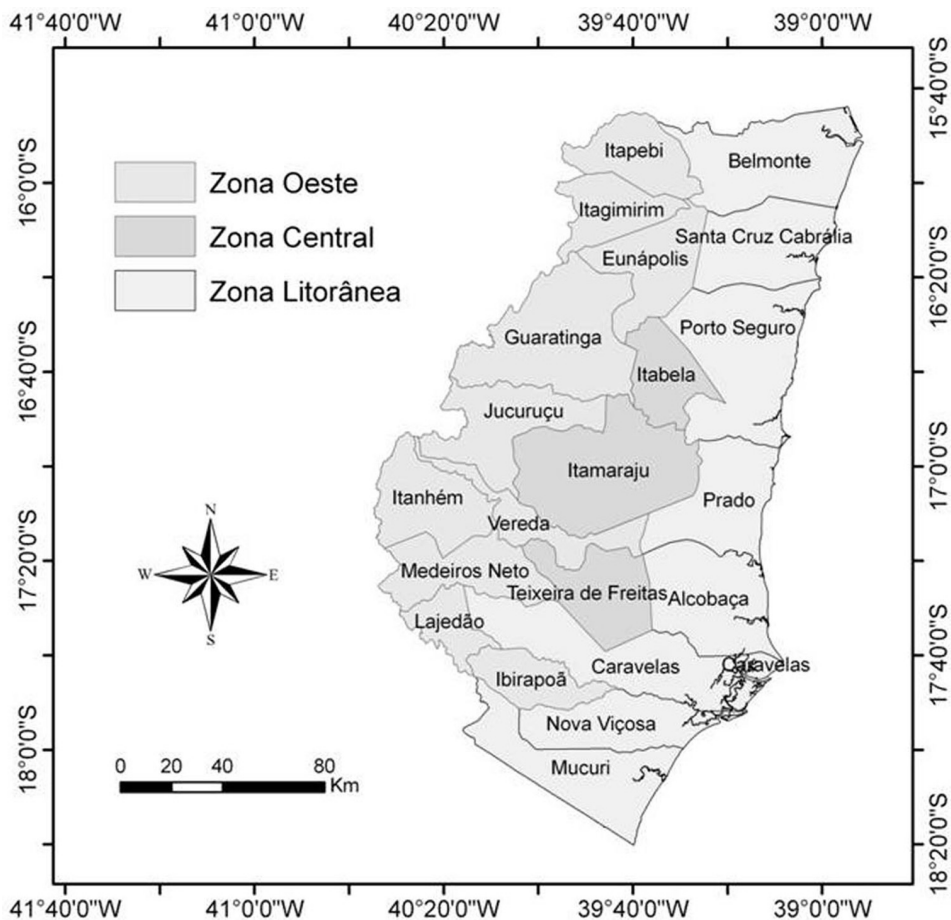 41°40'0"W 41°0'0"W 40°20'0"W 39°40'0"W 39°0'0"W
15°40'0"S
16°0'0"S
16°20'0"S
16°40'0"S
17°0'0"S
17°20'0"S
17°40'0"S
18°0'0"S
18°20'0"S
Zona Oeste
Zona Central
Zona Litorânea
Itapebi
Belmonte
Itagimirim
Santa Cruz Cabrália
Eunápolis
Porto Seguro
Guaratinga
Itabela
Jucuruçu
Itamaraju
Itanhém
Prado
Vereda
Medeiros Neto
Teixeira de Freitas
Alcobaça
Lajedão
Caravelas
Caravelas
Ibirapoã
Nova Viçosa
Mucuri
N
W E
S
0 20 40 80
Km
41°40'0"W 41°0'0"W 40°20'0"W 39°40'0"W 39°0'0"W